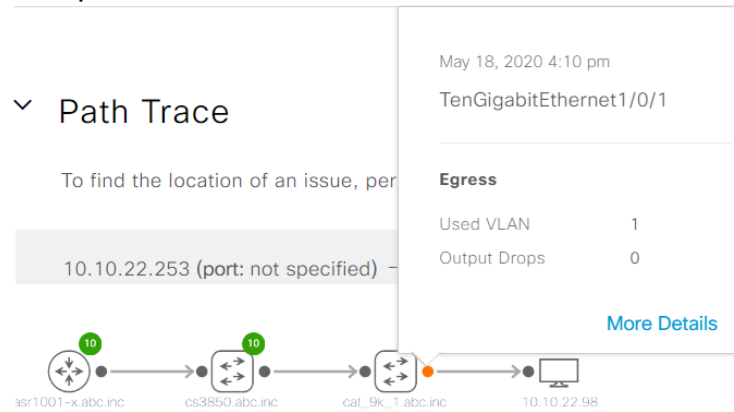 May 18, 2020 4:10 pm
TenGigabitEthernet1/0/1
Path Trace
To find the location of an issue, per
Egress
Used VLAN 1
Output Drops 0
10.10.22.253 (port: not specified) –
More Details
10 10
asr1001-x.abc.inc cs3850.abc.inc cat_9k_1.abc.inc 10.10.22.98